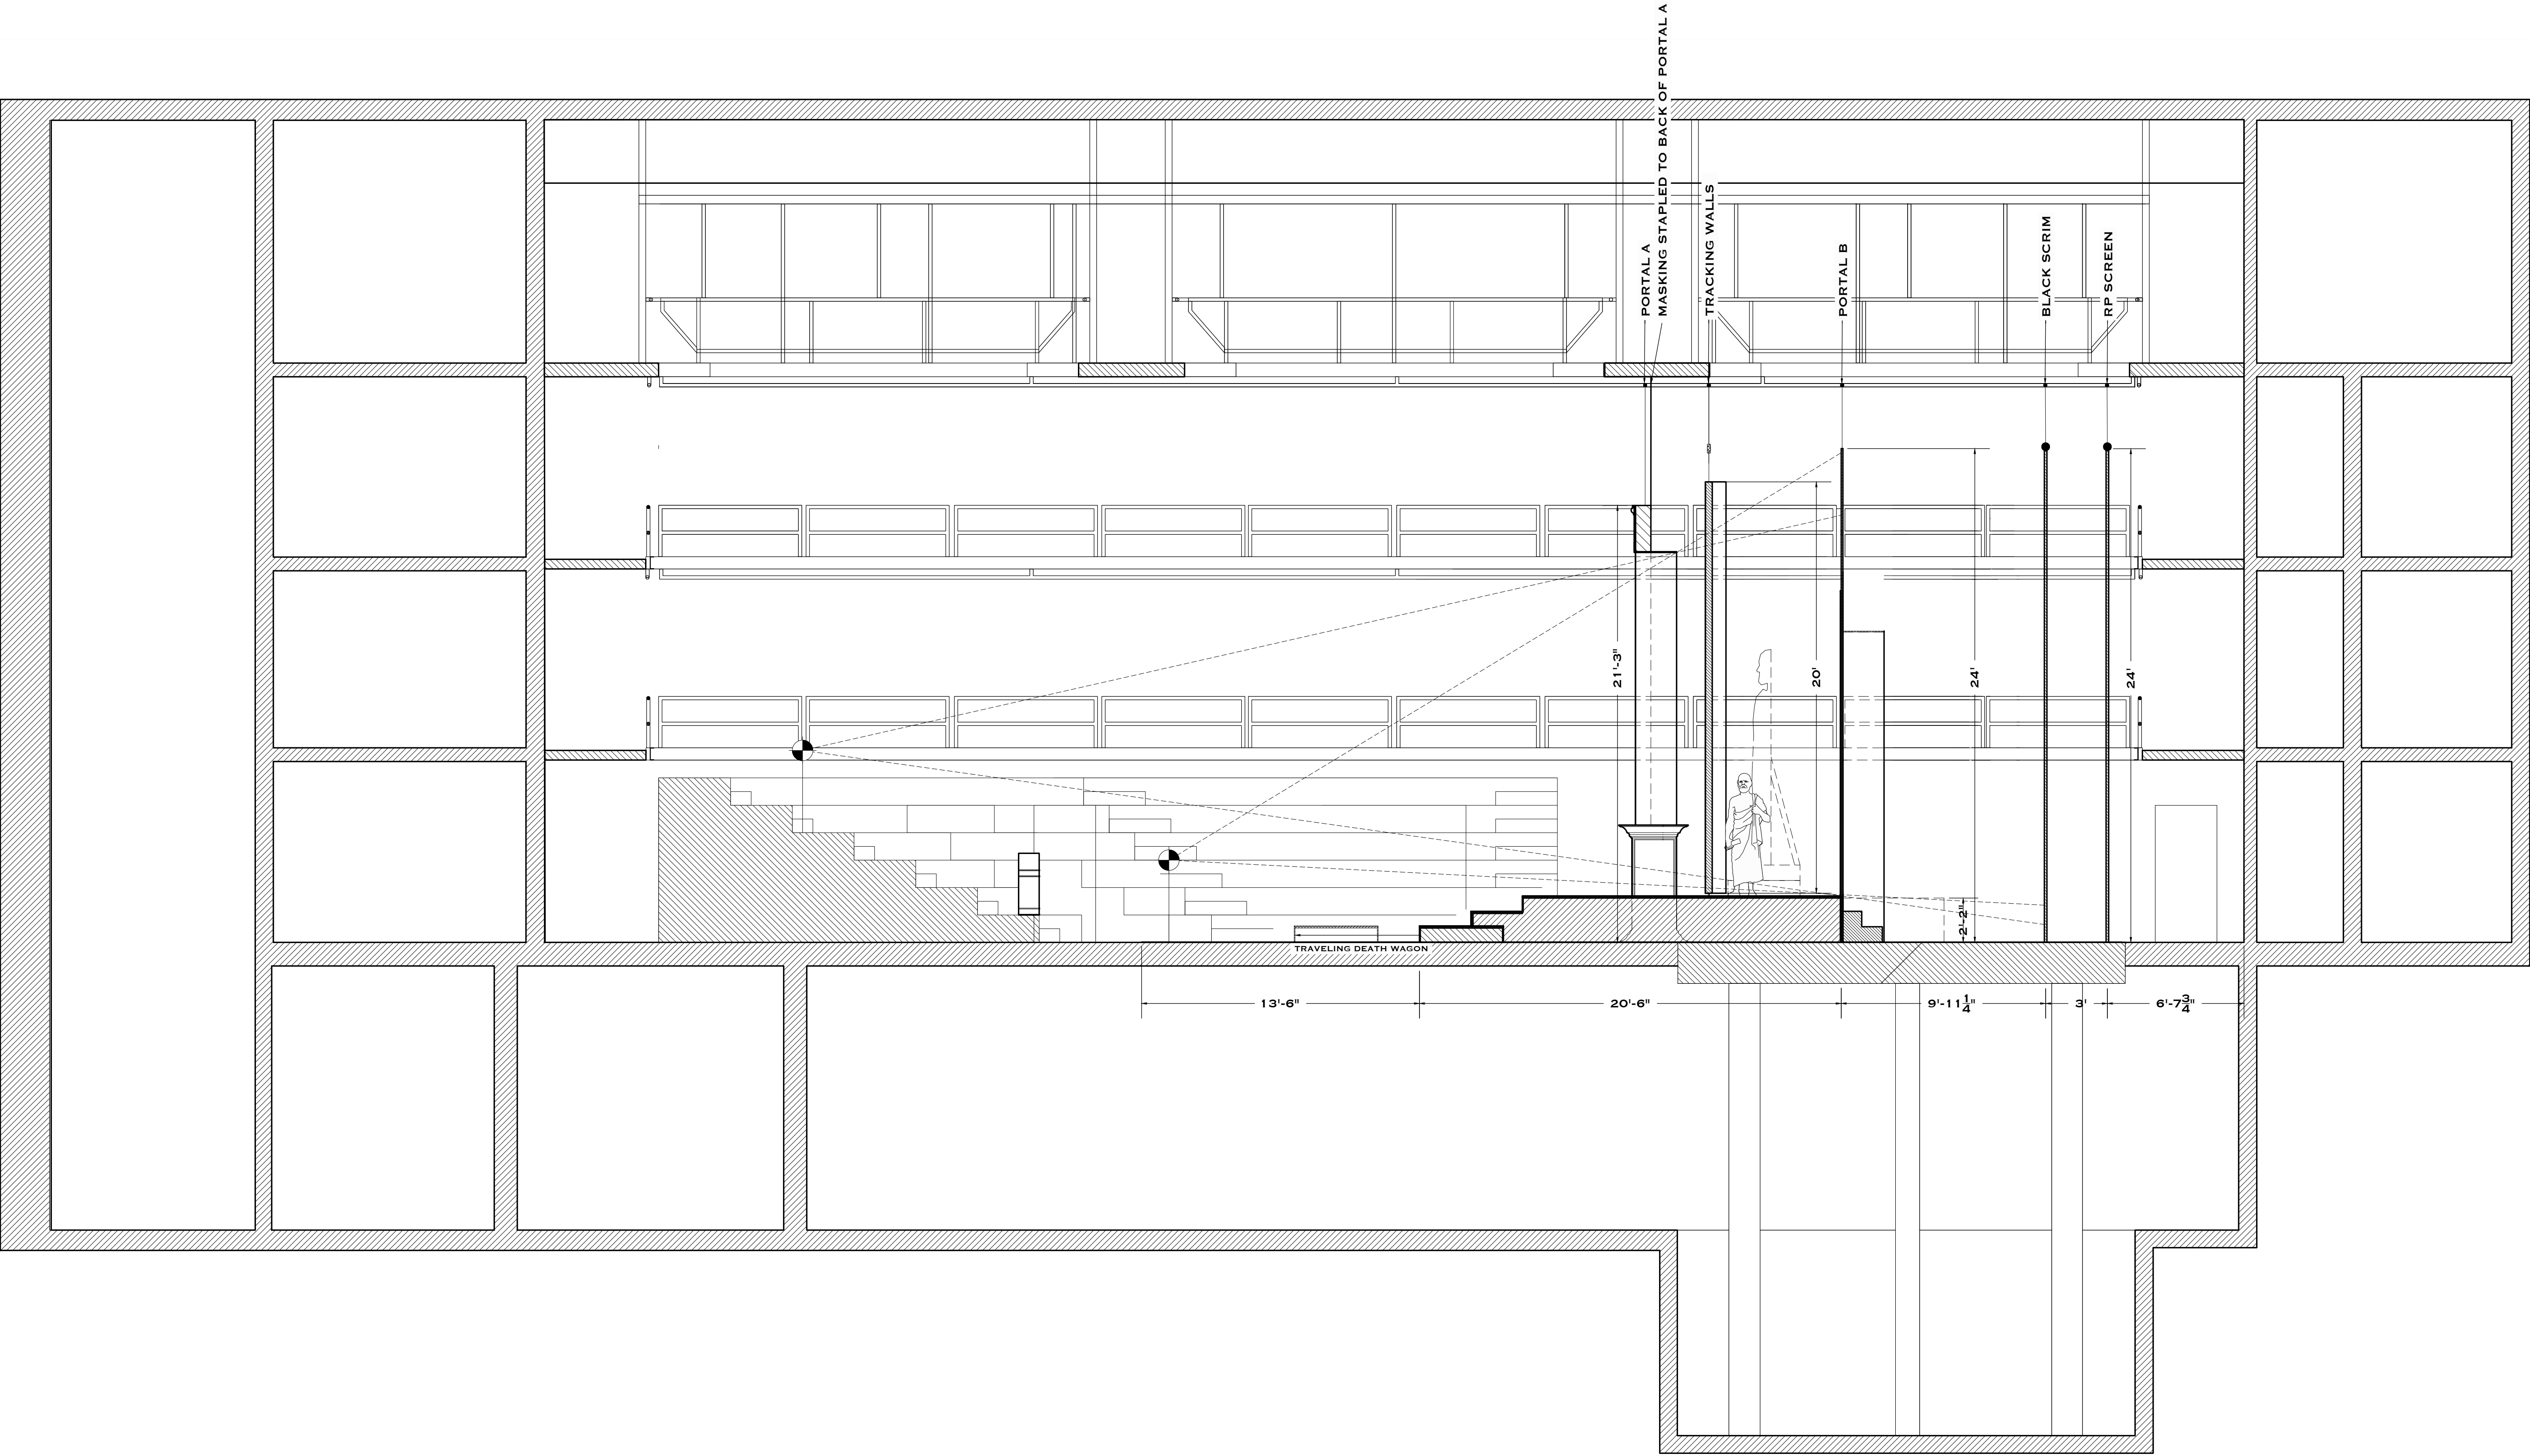 PORTAL A
MASKING STAPLED TO BACK OF PORTAL A
TRACKING WALLS
PORTAL B
BLACK SCRIM
RP SCREEN
21'-3"
20'
24'
24'
2'-2"
TRAVELING DEATH WAGON
13'-6"
20'-6"
9'-11 1/4"
3'
6'-7 3/4"